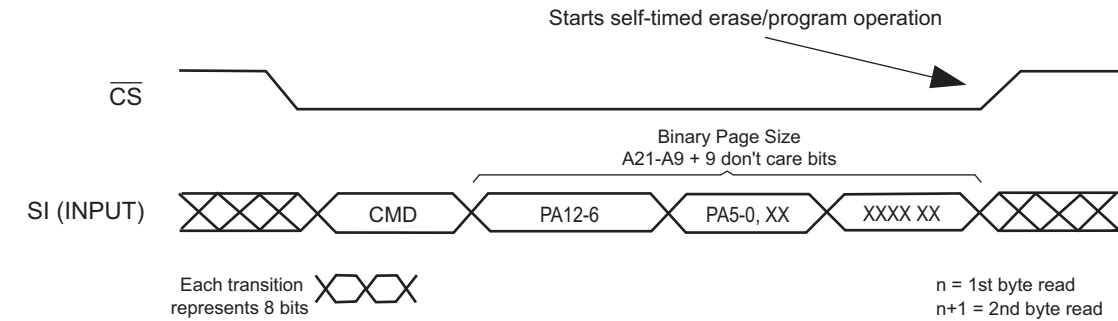 Starts self-timed erase/program operation
CS
Binary Page Size
A21-A9 + 9 don't care bits
SI (INPUT)
CMD
PA12-6
PA5-0, XX
XXXX XX
Each transition
represents 8 bits
n = 1st byte read
n+1 = 2nd byte read